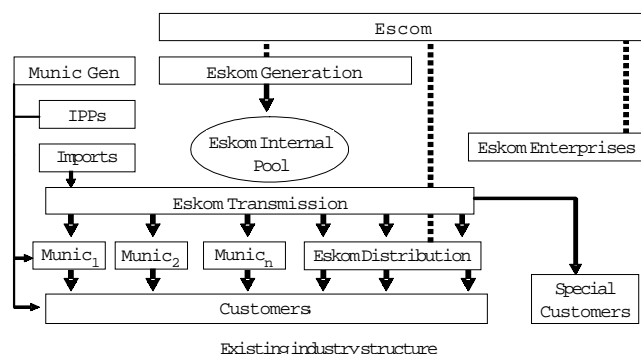 Escom
Munic Gen
Eskom Generation
IPPs
Eskom Internal
Pool
Imports
Eskom Enterprises
Eskom Transmission
Munic1
Munic2
Municn
Eskom Distribution
Special
Customers
Customers
Existing industry structure